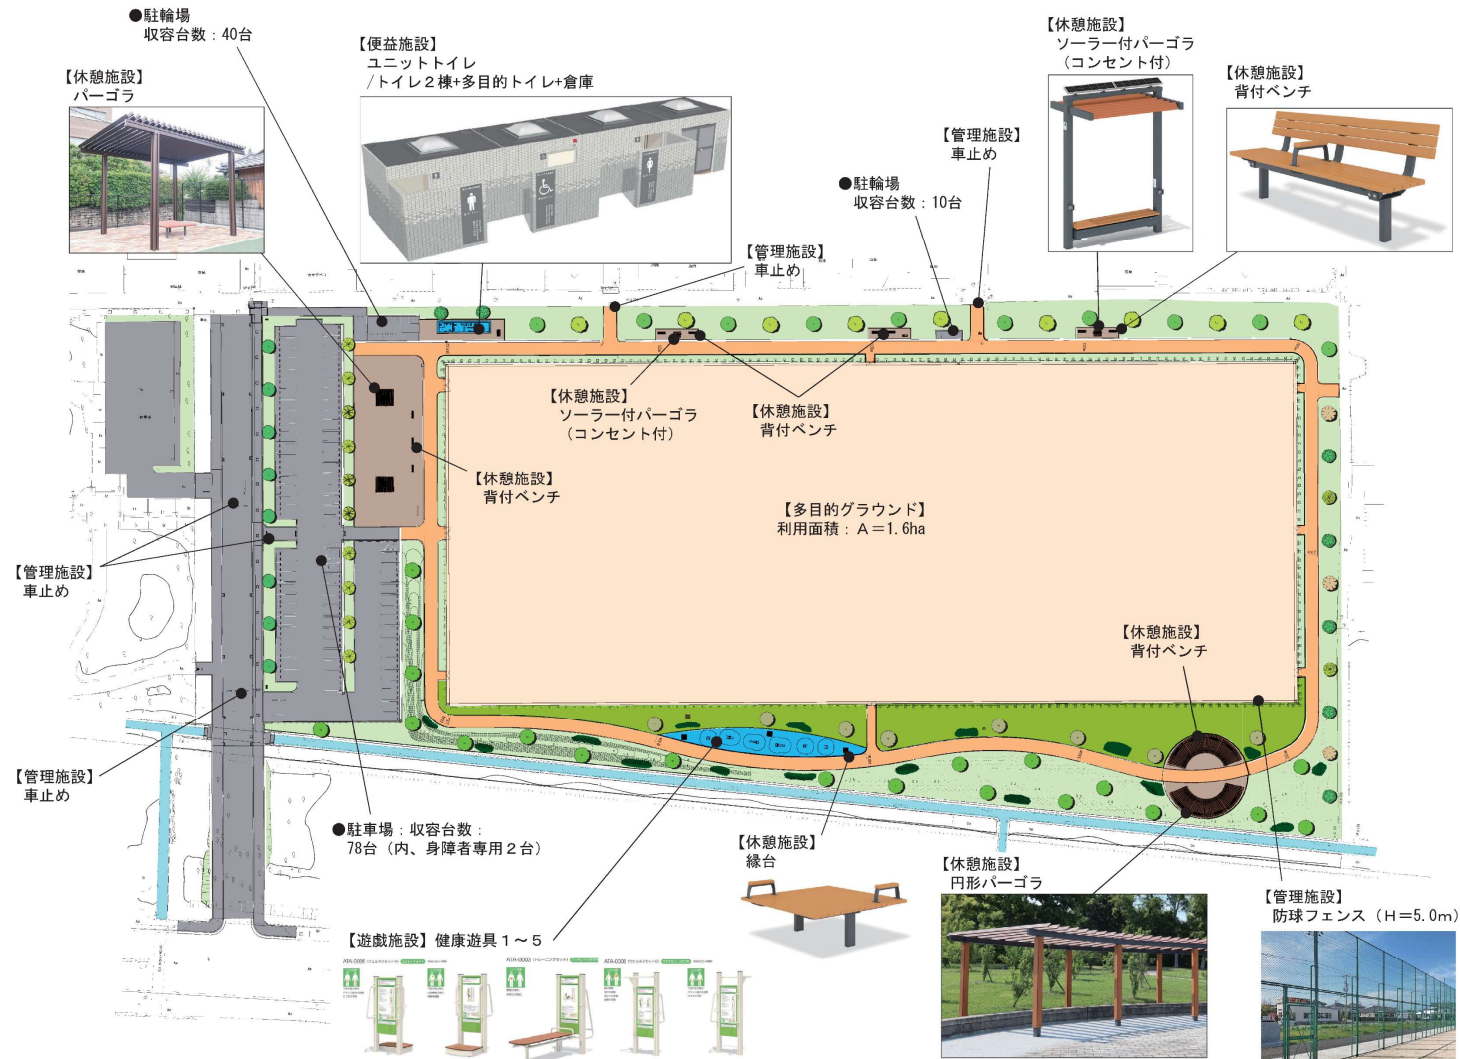 ●駐輪場
収容台数：40台
【休憩施設】
パーゴラ
【便益施設】
ユニットトイレ
/トイレ２棟+多目的トイレ+倉庫
【休憩施設】
ソーラー付パーゴラ
（コンセント付）
【休憩施設】
背付ベンチ
【管理施設】
車止め
●駐輪場
収容台数：10台
【管理施設】
車止め
【休憩施設】
ソーラー付パーゴラ
（コンセント付）
【休憩施設】
背付ベンチ
【休憩施設】
背付ベンチ
【多目的グラウンド】
利用面積：Ａ＝1.6ha
【管理施設】
車止め
【休憩施設】
背付ベンチ
【管理施設】
車止め
●駐車場：収容台数：
78台（内、身障者専用２台）
【休憩施設】
縁台
【休憩施設】
円形パーゴラ
【管理施設】
防球フェンス（Ｈ＝5.0ｍ）
【遊戯施設】健康遊具１～５